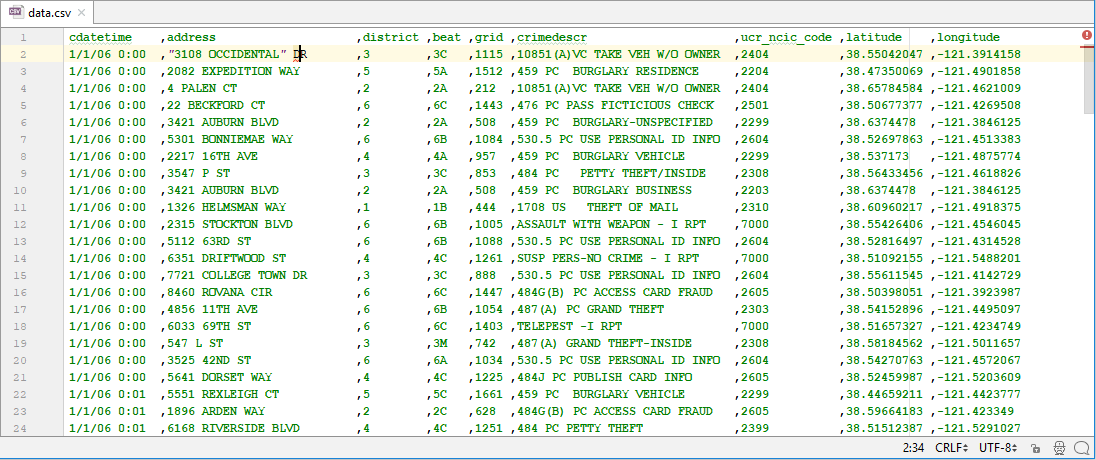 data.csv
1 cdatetime ,address ,district ,beat ,grid ,crimedescr ,ucr_ncic_code ,latitude ,longitude
2 1/1/06 0:00 ,"3108 OCCIDENTAL" DR ,3 ,3C ,1115 ,10851(A)VC TAKE VEH W/O OWNER ,2404 ,38.55042047 ,-121.3914158
3 1/1/06 0:00 ,2082 EXPEDITION WAY ,5 ,5A ,1512 ,459 PC  BURGLARY RESIDENCE ,2204 ,38.47350069 ,-121.4901858
4 1/1/06 0:00 ,4 PALEN CT ,2 ,2A ,212 ,10851(A)VC TAKE VEH W/O OWNER ,2404 ,38.65784584 ,-121.4621009
5 1/1/06 0:00 ,22 BECKFORD CT ,6 ,6C ,1443 ,476 PC PASS FICTICIOUS CHECK ,2501 ,38.50677377 ,-121.4269508
6 1/1/06 0:00 ,3421 AUBURN BLVD ,2 ,2A ,508 ,459 PC  BURGLARY-UNSPECIFIED ,2299 ,38.6374478 ,-121.3846125
7 1/1/06 0:00 ,5301 BONNIEMAE WAY ,6 ,6B ,1084 ,530.5 PC USE PERSONAL ID INFO ,2604 ,38.52697863 ,-121.4513383
8 1/1/06 0:00 ,2217 16TH AVE ,4 ,4A ,957 ,459 PC  BURGLARY VEHICLE ,2299 ,38.537173 ,-121.4875774
9 1/1/06 0:00 ,3547 P ST ,3 ,3C ,853 ,484 PC   PETTY THEFT/INSIDE ,2308 ,38.56433456 ,-121.4618826
10 1/1/06 0:00 ,3421 AUBURN BLVD ,2 ,2A ,508 ,459 PC  BURGLARY BUSINESS ,2203 ,38.6374478 ,-121.3846125
11 1/1/06 0:00 ,1326 HELMSMAN WAY ,1 ,1B ,444 ,1708 US   THEFT OF MAIL ,2310 ,38.60960217 ,-121.4918375
12 1/1/06 0:00 ,2315 STOCKTON BLVD ,6 ,6B ,1005 ,ASSAULT WITH WEAPON - I RPT ,7000 ,38.55426406 ,-121.4546045
13 1/1/06 0:00 ,5112 63RD ST ,6 ,6B ,1088 ,530.5 PC USE PERSONAL ID INFO ,2604 ,38.52816497 ,-121.4314528
14 1/1/06 0:00 ,6351 DRIFTWOOD ST ,4 ,4C ,1261 ,SUSP PERS-NO CRIME - I RPT ,7000 ,38.51092155 ,-121.5488201
15 1/1/06 0:00 ,7721 COLLEGE TOWN DR ,3 ,3C ,888 ,530.5 PC USE PERSONAL ID INFO ,2604 ,38.55611545 ,-121.4142729
16 1/1/06 0:00 ,8460 ROVANA CIR ,6 ,6C ,1447 ,484G(B) PC ACCESS CARD FRAUD ,2605 ,38.50398051 ,-121.3923987
17 1/1/06 0:00 ,4856 11TH AVE ,6 ,6B ,1054 ,487(A) PC GRAND THEFT ,2303 ,38.54152896 ,-121.4495097
18 1/1/06 0:00 ,6033 69TH ST ,6 ,6C ,1403 ,TELEPEST -I RPT ,7000 ,38.51657327 ,-121.4234749
19 1/1/06 0:00 ,547 L ST ,3 ,3M ,742 ,487(A) GRAND THEFT-INSIDE ,2308 ,38.58184562 ,-121.5011657
20 1/1/06 0:00 ,3525 42ND ST ,6 ,6A ,1034 ,530.5 PC USE PERSONAL ID INFO ,2604 ,38.54270763 ,-121.4572067
21 1/1/06 0:00 ,5641 DORSET WAY ,4 ,4C ,1225 ,484J PC PUBLISH CARD INFO ,2605 ,38.52459987 ,-121.5203609
22 1/1/06 0:01 ,5551 REXLEIGH CT ,5 ,5C ,1661 ,459 PC  BURGLARY VEHICLE ,2299 ,38.44659211 ,-121.4423777
23 1/1/06 0:01 ,1896 ARDEN WAY ,2 ,2C ,628 ,484G(B) PC ACCESS CARD FRAUD ,2605 ,38.59664183 ,-121.423349
24 1/1/06 0:01 ,6168 RIVERSIDE BLVD ,4 ,4C ,1251 ,484 PC PETTY THEFT ,2399 ,38.51512387 ,-121.5291027
2:34 CRLF UTF-8